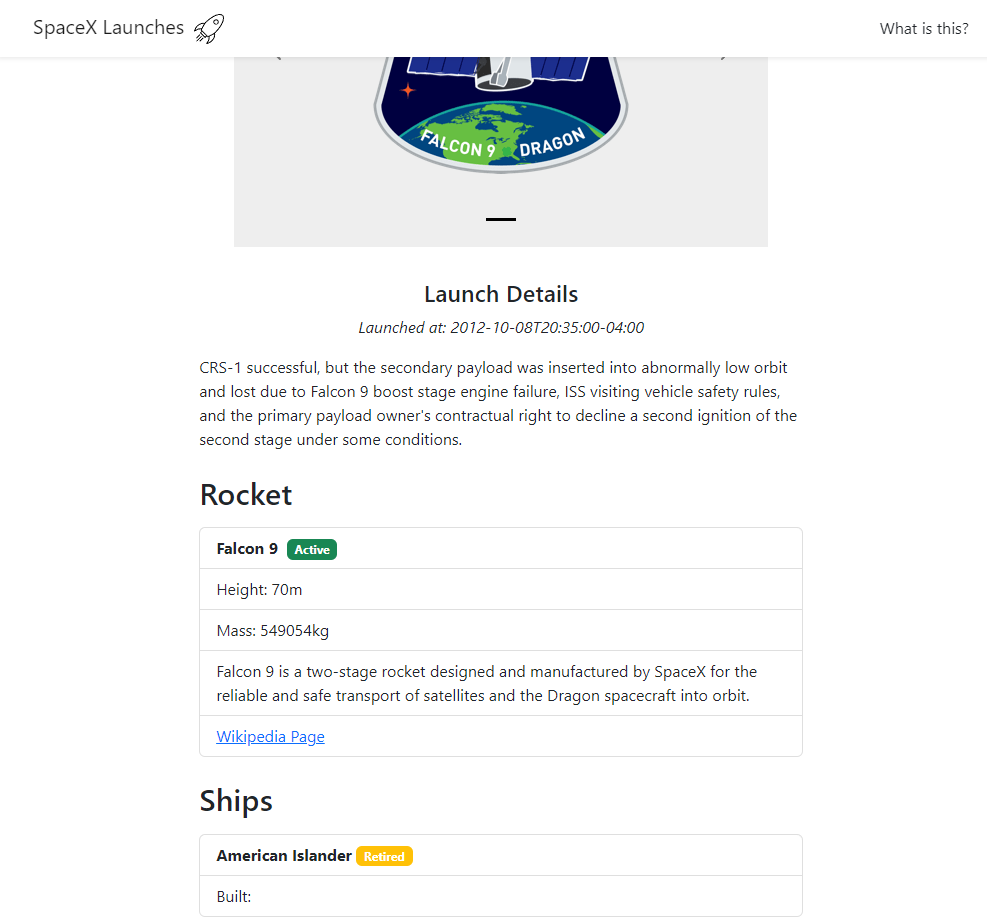 SpaceX Launches
What is this?
FALCON 9 DRAGON
Launch Details
Launched at: 2012-10-08T20:35:00-04:00
CRS-1 successful, but the secondary payload was inserted into abnormally low orbit
and lost due to Falcon 9 boost stage engine failure, ISS visiting vehicle safety rules,
and the primary payload owner's contractual right to decline a second ignition of the
second stage under some conditions.
Rocket
Falcon 9 Active
Height: 70m
Mass: 549054kg
Falcon 9 is a two-stage rocket designed and manufactured by SpaceX for the
reliable and safe transport of satellites and the Dragon spacecraft into orbit.
Wikipedia Page
Ships
American Islander Retired
Built: